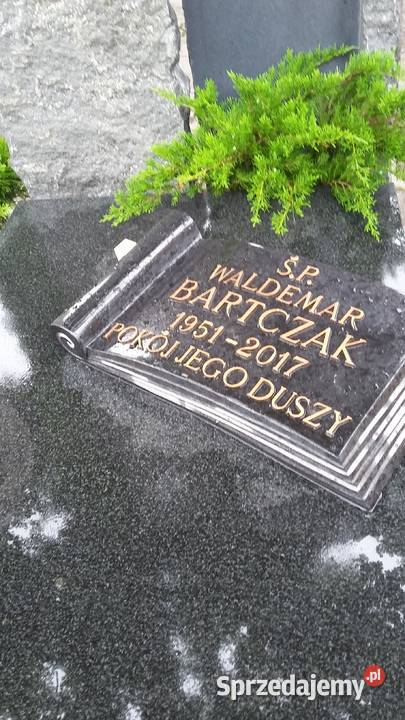 Ś.P.
WALDEMAR
BARTCZAK
1951-2017
POKÓJ JEGO DUSZY
Sprzedajemy.pl